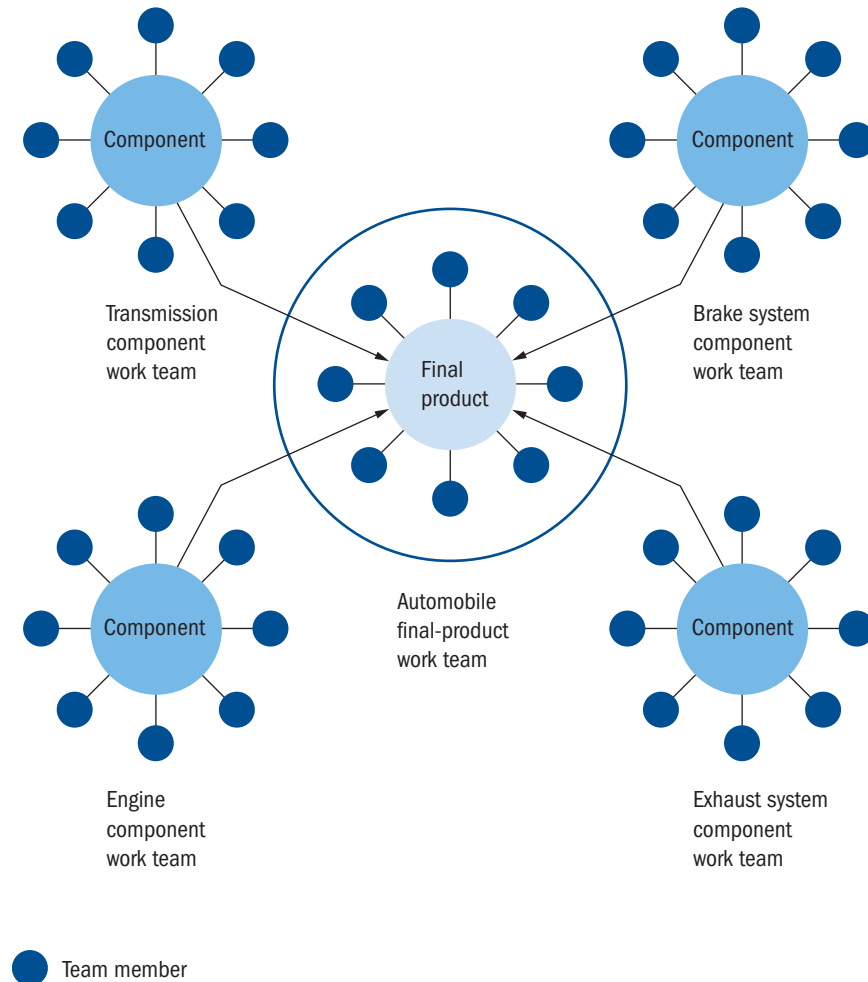 Component
Component
Transmission
component
work team
Brake system
component
work team
Final
product
Component
Component
Automobile
final-product
work team
Engine
component
work team
Exhaust system
component
work team
Team member